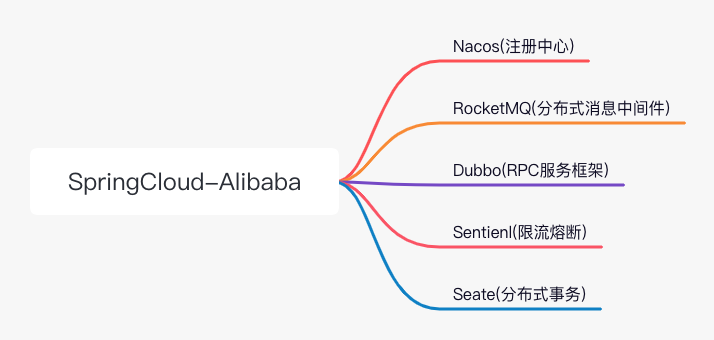 Nacos(注册中心)
RocketMQ(分布式消息中间件)
SpringCloud-Alibaba
Dubbo(RPC服务框架)
Sentienl(限流熔断)
Seate(分布式事务)